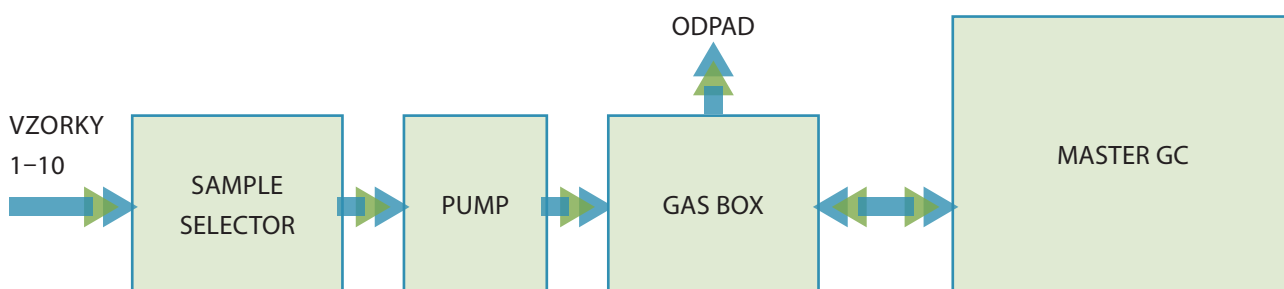 ODPAD
VZORKY
1–10
SAMPLE
SELECTOR
PUMP
GAS BOX
MASTER GC